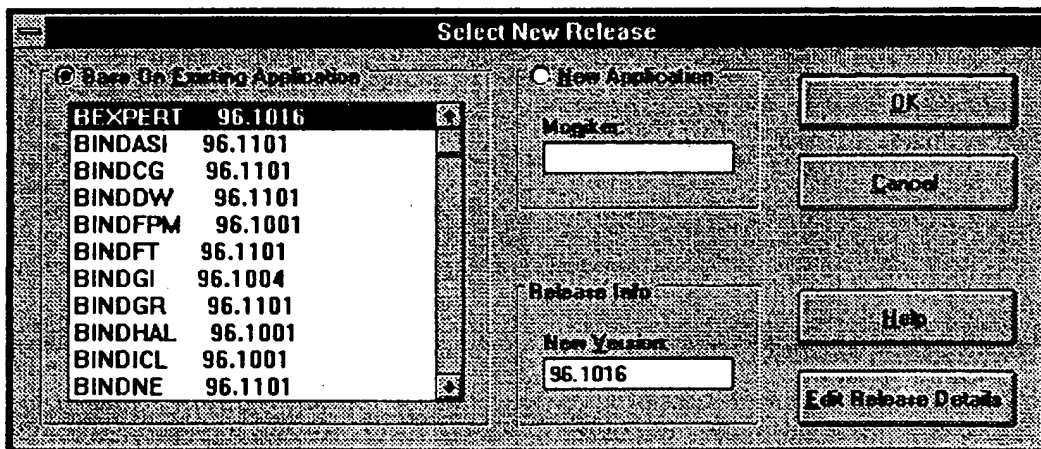 Select New Release
Base On Existing Application
BEXPERT 96.1016
BINDASI 96.1101
BINDCG 96.1101
BINDDW 96.1101
BINDFPM 96.1001
BINDFT 96.1101
BINDGI 96.1004
BINDGR 96.1101
BINDHAL 96.1001
BINDICL 96.1001
BINDNE 96.1101
New Application
Moniker:
Release Info
New Version:
96.1016
OK
Cancel
Help
Edit Release Details